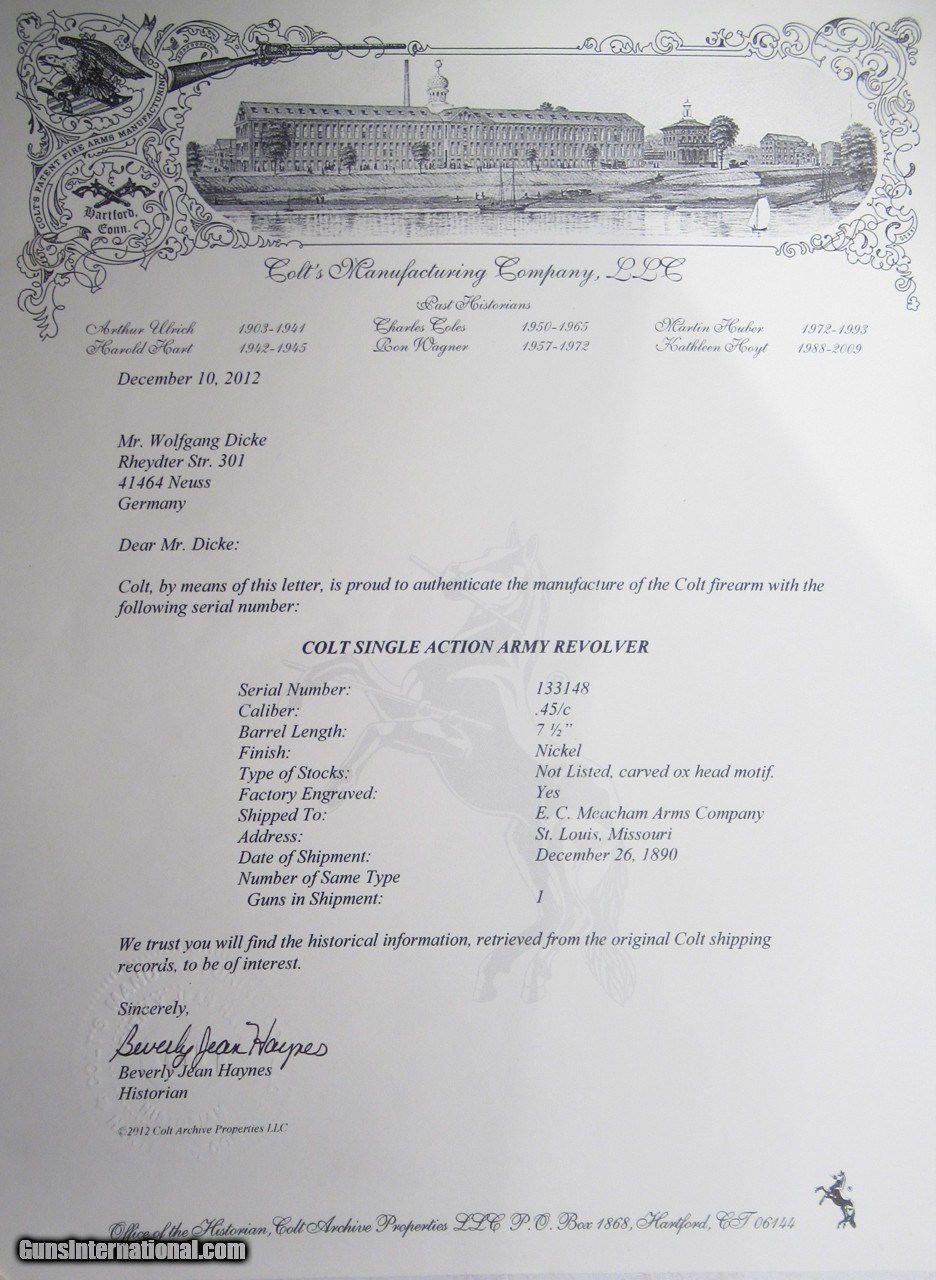 COLT'S PATENT FIRE ARMS MANUFACTURING CO
Hartford,
Conn.
Colt's Manufacturing Company, LLC
Past Historians
Arthur Ulrich 1903-1941 Charles Coles 1950-1965 Martin Huber 1972-1993
Harold Hart 1942-1945 Ron Wagner 1957-1972 Kathleen Hoyt 1988-2009
December 10, 2012
Mr. Wolfgang Dicke
Rheydter Str. 301
41464 Neuss
Germany
Dear Mr. Dicke:
Colt, by means of this letter, is proud to authenticate the manufacture of the Colt firearm with the
following serial number:
COLT SINGLE ACTION ARMY REVOLVER
Serial Number: 133148
Caliber: .45/c
Barrel Length: 7 ½”
Finish: Nickel
Type of Stocks: Not Listed, carved ox head motif.
Factory Engraved: Yes
Shipped To: E. C. Meacham Arms Company
Address: St. Louis, Missouri
Date of Shipment: December 26, 1890
Number of Same Type
Guns in Shipment: 1
We trust you will find the historical information, retrieved from the original Colt shipping
records, to be of interest.
Sincerely,
Beverly Jean Haynes
Beverly Jean Haynes
Historian
©2012 Colt Archive Properties LLC
Office of the Historian, Colt Archive Properties LLC P.O. Box 1868, Hartford, CT 06144
GunsInternational.com